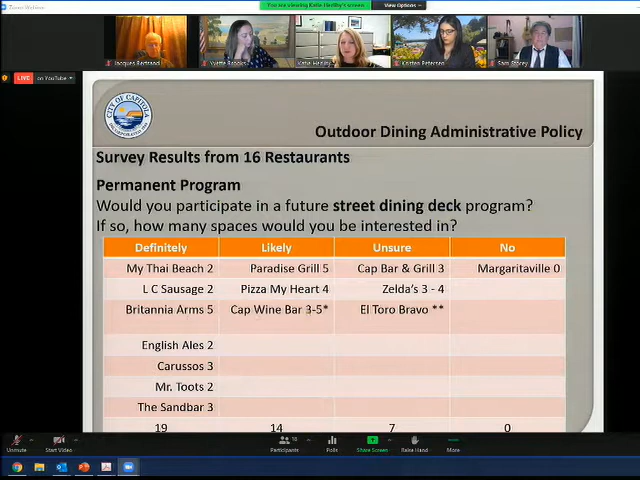 Zoom Webinar
You are viewing Katie Herlihy's screen
View Options
Jacques Bertrand
Yvette Brooks
Katie Herlihy
Kristen Petersen
Sam Storey
LIVE on YouTube
CITY OF CAPITOLA
INCORPORATED 1949
Outdoor Dining Administrative Policy
Survey Results from 16 Restaurants
Permanent Program
Would you participate in a future street dining deck program?
If so, how many spaces would you be interested in?
Definitely Likely Unsure No
My Thai Beach 2 Paradise Grill 5 Cap Bar & Grill 3 Margaritaville 0
L C Sausage 2 Pizza My Heart 4 Zelda's 3 - 4
Britannia Arms 5 Cap Wine Bar 3-5* El Toro Bravo **
English Ales 2
Carussos 3
Mr. Toots 2
The Sandbar 3
19 14 7 0
Unmute Start Video Participants 10 Polls Share Screen Raise Hand More